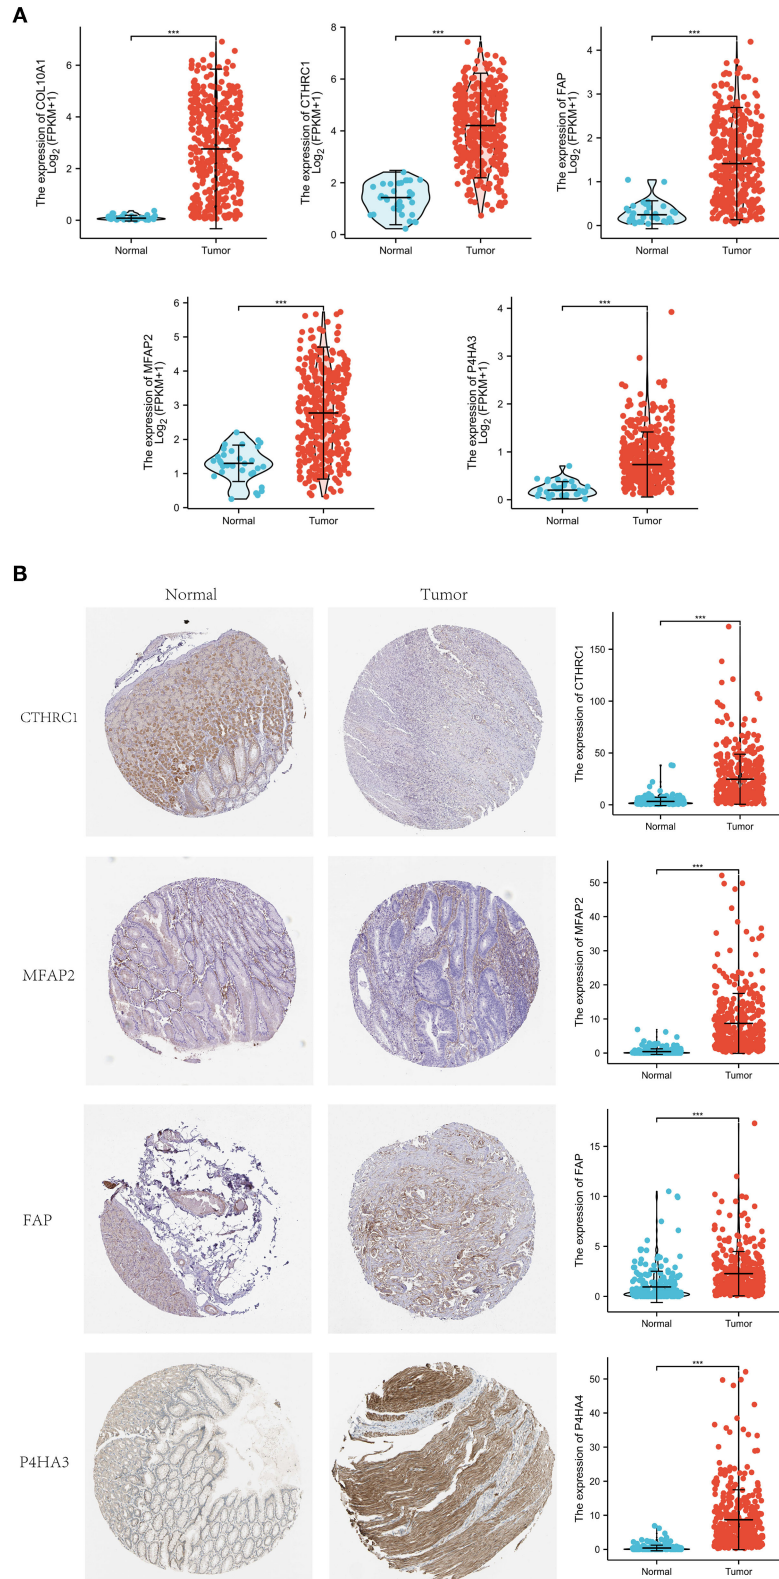 A
The expression of COL10A1
Log2 (FPKM+1)
6
4
2
0
***
Normal
Tumor
The expression of CTHRC1
Log2 (FPKM+1)
8
6
4
2
0
***
Normal
Tumor
The expression of FAP
Log2 (FPKM+1)
4
3
2
1
0
***
Normal
Tumor
The expression of MFAP2
Log2 (FPKM+1)
6
5
4
3
2
1
0
***
Normal
Tumor
The expression of P4HA3
Log2 (FPKM+1)
4
3
2
1
0
***
Normal
Tumor
B
Normal
Tumor
CTHRC1
The expression of CTHRC1
150
100
50
0
***
Normal
Tumor
MFAP2
The expression of MFAP2
50
40
30
20
10
0
***
Normal
Tumor
FAP
The expression of FAP
15
10
5
0
***
Normal
Tumor
P4HA3
The expression of P4HA4
50
40
30
20
10
0
***
Normal
Tumor